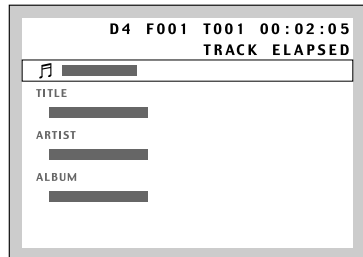 D4 F001 T001 00:02:05
TRACK ELAPSED
TITLE
ARTIST
ALBUM